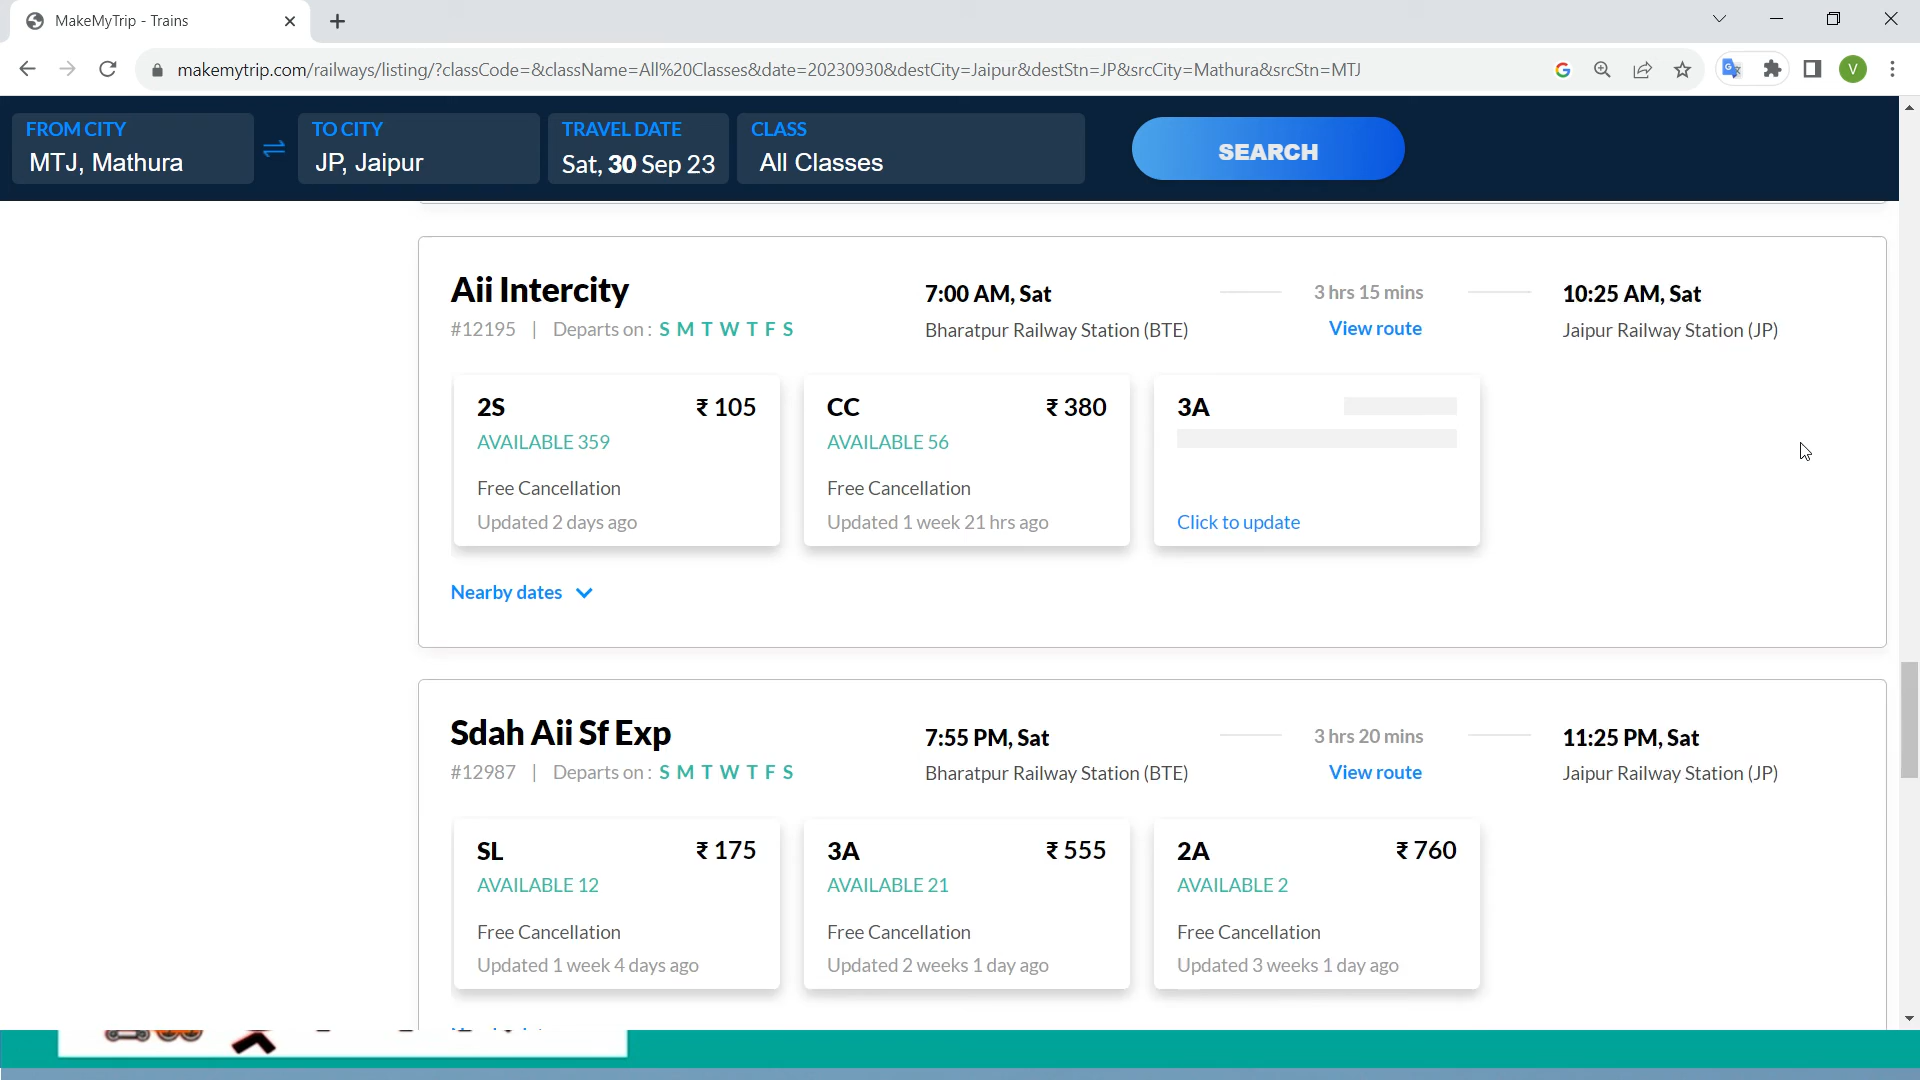 MakeMyTrip - Trains
makemytrip.com/railways/listing/?classCode=&className=All%20Classes&date=20230930&destCity=Jaipur&destStn=JP&srcCity=Mathura&srcStn=MTJ
V
FROM CITY
MTJ, Mathura
TO CITY
JP, Jaipur
TRAVEL DATE
Sat, 30 Sep 23
CLASS
All Classes
SEARCH
Aii Intercity
#12195 | Departs on : S M T W T F S
7:00 AM, Sat
Bharatpur Railway Station (BTE)
3 hrs 15 mins
View route
10:25 AM, Sat
Jaipur Railway Station (JP)
2S ₹ 105
AVAILABLE 359
Free Cancellation
Updated 2 days ago
CC ₹ 380
AVAILABLE 56
Free Cancellation
Updated 1 week 21 hrs ago
3A
Click to update
Nearby dates
Sdah Aii Sf Exp
#12987 | Departs on : S M T W T F S
7:55 PM, Sat
Bharatpur Railway Station (BTE)
3 hrs 20 mins
View route
11:25 PM, Sat
Jaipur Railway Station (JP)
SL ₹ 175
AVAILABLE 12
Free Cancellation
Updated 1 week 4 days ago
3A ₹ 555
AVAILABLE 21
Free Cancellation
Updated 2 weeks 1 day ago
2A ₹ 760
AVAILABLE 2
Free Cancellation
Updated 3 weeks 1 day ago